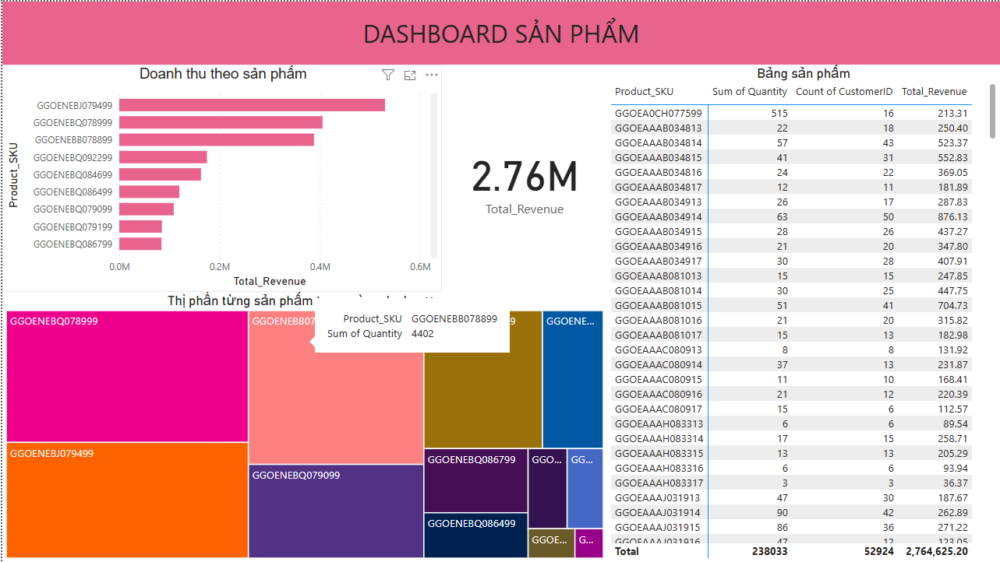 DASHBOARD SẢN PHẨM
Doanh thu theo sản phẩm
Product_SKU
GGOENEBJ079499
GGOENEBQ078999
GGOENEBB078899
GGOENEBQ092299
GGOENEBQ084699
GGOENEBQ086499
GGOENEBQ079099
GGOENEBQ079199
GGOENEBQ086799
0.0M 0.2M 0.4M 0.6M
Total_Revenue
2.76M
Total_Revenue
Thị phần từng sản phẩm
GGOENEBQ078999
GGOENEBB07
9
GGOENE...
Product_SKU GGOENEBB078899
Sum of Quantity 4402
GGOENEBJ079499
GGOENEBQ079099
GGOENEBQ086799
GGO...
GG...
GGOENEBQ086499
GGOE...
G...
Bảng sản phẩm
Product_SKU Sum of Quantity Count of CustomerID Total_Revenue
GGOEA0CH077599 515 16 213.31
GGOEAAAB034813 22 18 250.40
GGOEAAAB034814 57 43 523.37
GGOEAAAB034815 41 31 552.83
GGOEAAAB034816 24 22 369.05
GGOEAAAB034817 12 11 181.89
GGOEAAAB034913 26 17 287.83
GGOEAAAB034914 63 50 876.13
GGOEAAAB034915 28 26 437.27
GGOEAAAB034916 21 20 347.80
GGOEAAAB034917 30 28 407.91
GGOEAAAB081013 15 15 247.85
GGOEAAAB081014 30 25 447.75
GGOEAAAB081015 51 41 704.73
GGOEAAAB081016 21 20 315.82
GGOEAAAB081017 15 13 182.98
GGOEAAAC080913 8 8 131.92
GGOEAAAC080914 37 13 231.87
GGOEAAAC080915 11 10 168.41
GGOEAAAC080916 21 12 220.39
GGOEAAAC080917 15 6 112.57
GGOEAAAH083313 6 6 89.54
GGOEAAAH083314 17 15 258.71
GGOEAAAH083315 13 13 205.29
GGOEAAAH083316 6 6 93.94
GGOEAAAH083317 3 3 36.37
GGOEAAAJ031913 47 30 187.67
GGOEAAAJ031914 90 42 262.89
GGOEAAAJ031915 86 36 271.22
GGOEAAAJ031916 47 12 123.05
Total 238033 52924 2,764,625.20